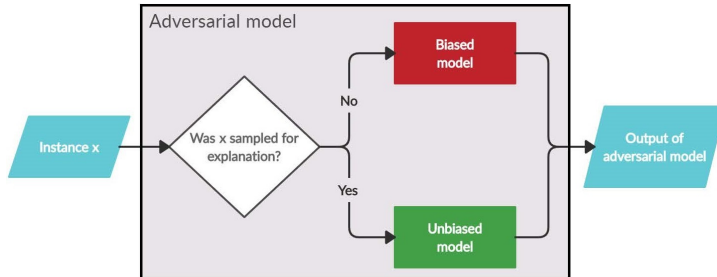 Adversarial model
Biased
model
No
Instance x
Was x sampled for
explanation?
Output of
adversarial model
Yes
Unbiased
model